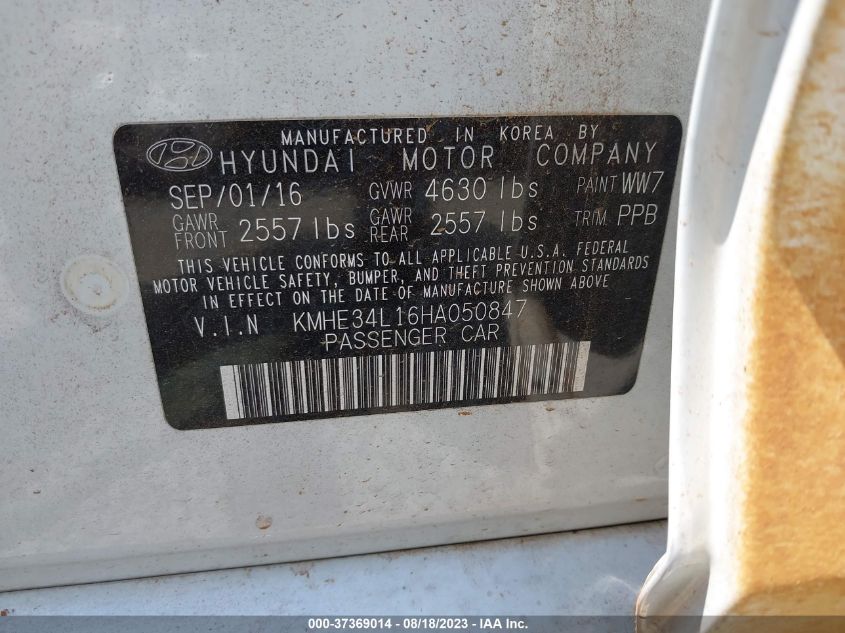 MANUFACTURED IN KOREA BY
HYUNDAI MOTOR COMPANY
SEP/01/16 GVWR 4630 lbs PAINT WW7
GAWR FRONT 2557 lbs GAWR REAR 2557 lbs TRIM PPB
THIS VEHICLE CONFORMS TO ALL APPLICABLE U.S.A. FEDERAL
MOTOR VEHICLE SAFETY, BUMPER, AND THEFT PREVENTION STANDARDS
IN EFFECT ON THE DATE OF MANUFACTURE SHOWN ABOVE
V.I.N KMHE34L16HA050847
PASSENGER CAR
000-37369014 - 08/18/2023 - IAA Inc.